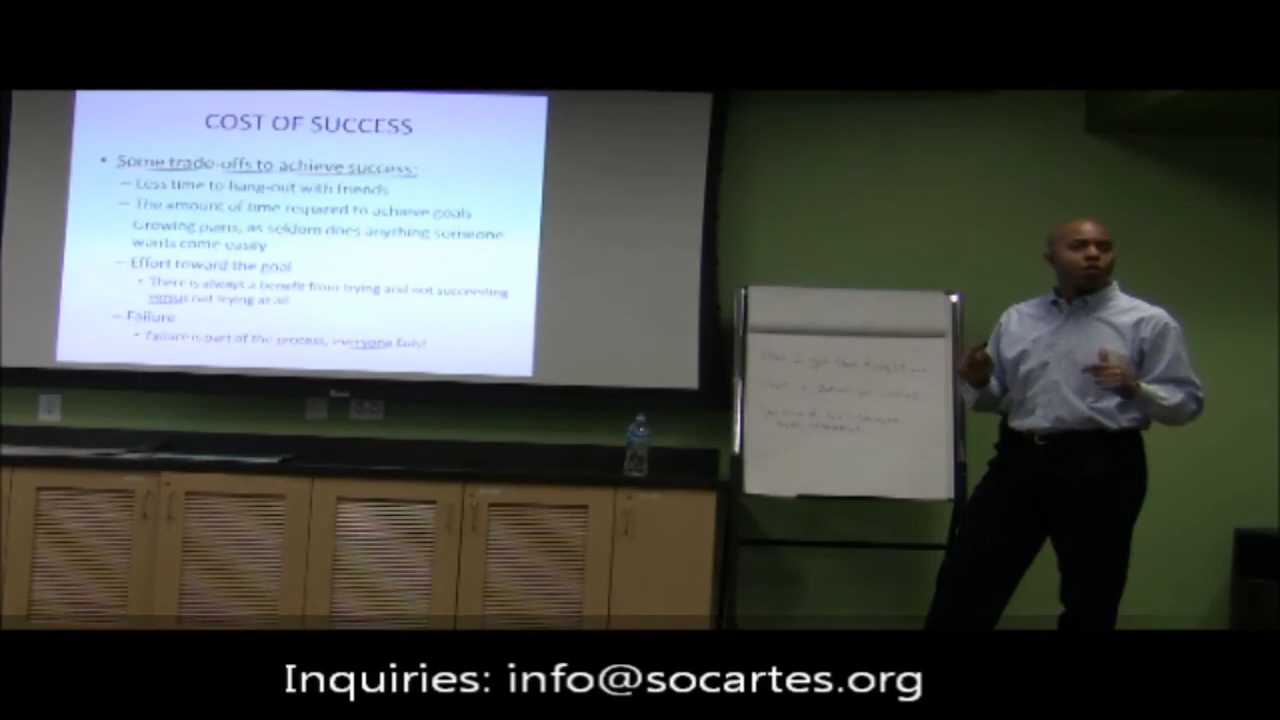 COST OF SUCCESS
• Some trade-offs to achieve success:
– Less time to hang-out with friends
– The amount of time required to achieve goals
Growing pains, as seldom does anything someone
wants come easily
– Effort toward the goal
• There is always a benefit from trying and not succeeding
versus not trying at all
– Failure
• Failure is part of the process, everyone fails!
Inquiries: info@socartes.org